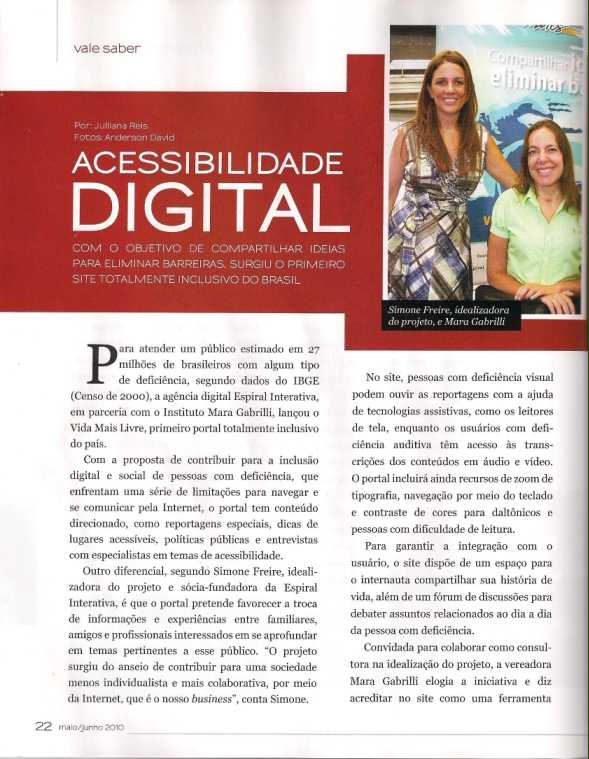 vale saber
Compartilhar
eliminar b
Por: Julliana Reis
Fotos: Anderson David
ACESSIBILIDADE
DIGITAL
COM O OBJETIVO DE COMPARTILHAR IDEIAS
PARA ELIMINAR BARREIRAS, SURGIU O PRIMEIRO
SITE TOTALMENTE INCLUSIVO DO BRASIL
Simone Freire, idealizadora
do projeto, e Mara Gabrilli
Para atender um público estimado em 27
milhões de brasileiros com algum tipo
de deficiência, segundo dados do IBGE
(Censo de 2000), a agência digital Espiral Interativa,
em parceria com o Instituto Mara Gabrilli, lançou o
Vida Mais Livre, primeiro portal totalmente inclusivo
do país.
Com a proposta de contribuir para a inclusão
digital e social de pessoas com deficiência, que
enfrentam uma série de limitações para navegar e
se comunicar pela Internet, o portal tem conteúdo
direcionado, como reportagens especiais, dicas de
lugares acessíveis, políticas públicas e entrevistas
com especialistas em temas de acessibilidade.
Outro diferencial, segundo Simone Freire, ideali-
zadora do projeto e sócia-fundadora da Espiral
Interativa, é que o portal pretende favorecer a troca
de informações e experiências entre familiares,
amigos e profissionais interessados em se aprofundar
em temas pertinentes a esse público. “O projeto
surgiu do anseio de contribuir para uma sociedade
menos individualista e mais colaborativa, por meio
da Internet, que é o nosso business”, conta Simone.
No site, pessoas com deficiência visual
podem ouvir as reportagens com a ajuda
de tecnologias assistivas, como os leitores
de tela, enquanto os usuários com defi-
ciência auditiva têm acesso às trans-
crições dos conteúdos em áudio e vídeo.
O portal incluirá ainda recursos de zoom de
tipografia, navegação por meio do teclado
e contraste de cores para daltônicos e
pessoas com dificuldade de leitura.
Para garantir a integração com o
usuário, o site dispõe de um espaço para
o internauta compartilhar sua história de
vida, além de um fórum de discussões para
debater assuntos relacionados ao dia a dia
da pessoa com deficiência.
Convidada para colaborar como consul-
tora na idealização do projeto, a vereadora
Mara Gabrilli elogia a iniciativa e diz
acreditar no site como uma ferramenta
22 maio/junho 2010